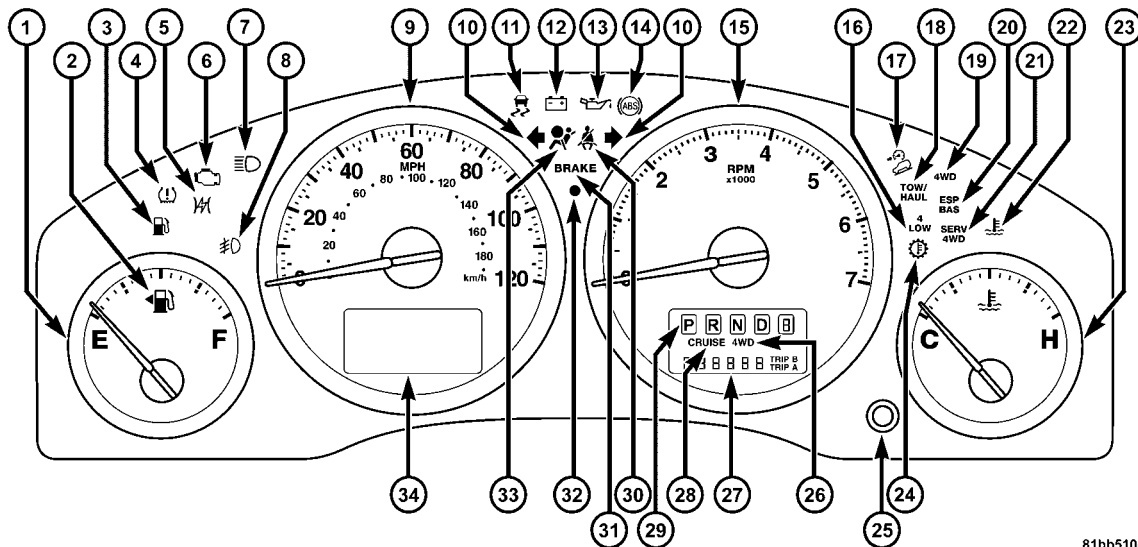 1 3 5 7 9 10 11 12 13 14 10 15 16 18 20 22 23
2 4 6 8 17 19 21
ABS
60
MPH
40 80
20 100
0 120
80 100
60 120
40 140
20 160
180
km/h
BRAKE
3 4
RPM
x1000
2 5
6
7
4WD
TOW/
HAUL
ESP
BAS
4
LOW
SERV
4WD
E F
P R N D 8
CRUISE 4WD
888888 TRIP B
TRIP A
C H
34 33 32 30 28 27 26 24
31 29 25
81bb510